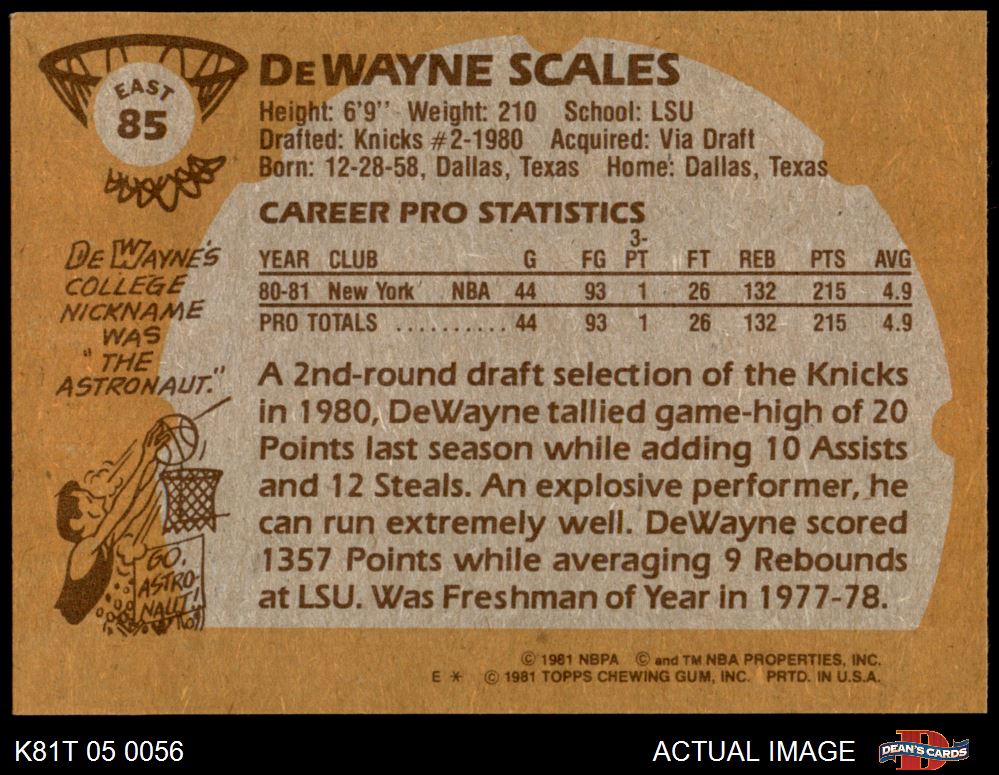 EAST
85
DeWAYNE SCALES
Height: 6'9'' Weight: 210 School: LSU
Drafted: Knicks #2-1980 Acquired: Via Draft
Born: 12-28-58, Dallas, Texas Home: Dallas, Texas
CAREER PRO STATISTICS
YEAR CLUB G FG 3-PT FT REB PTS AVG
80-81 New York NBA 44 93 1 26 132 215 4.9
PRO TOTALS .......... 44 93 1 26 132 215 4.9
DeWAYNE'S
COLLEGE
NICKNAME
WAS
"THE
ASTRONAUT."
GO,
ASTRO-
NAUT!
A 2nd-round draft selection of the Knicks
in 1980, DeWayne tallied game-high of 20
Points last season while adding 10 Assists
and 12 Steals. An explosive performer, he
can run extremely well. DeWayne scored
1357 Points while averaging 9 Rebounds
at LSU. Was Freshman of Year in 1977-78.
© 1981 NBPA © and TM NBA PROPERTIES, INC.
E * © 1981 TOPPS CHEWING GUM, INC. PRTD. IN U.S.A.
K81T 05 0056
ACTUAL IMAGE
D
DEAN'S CARDS